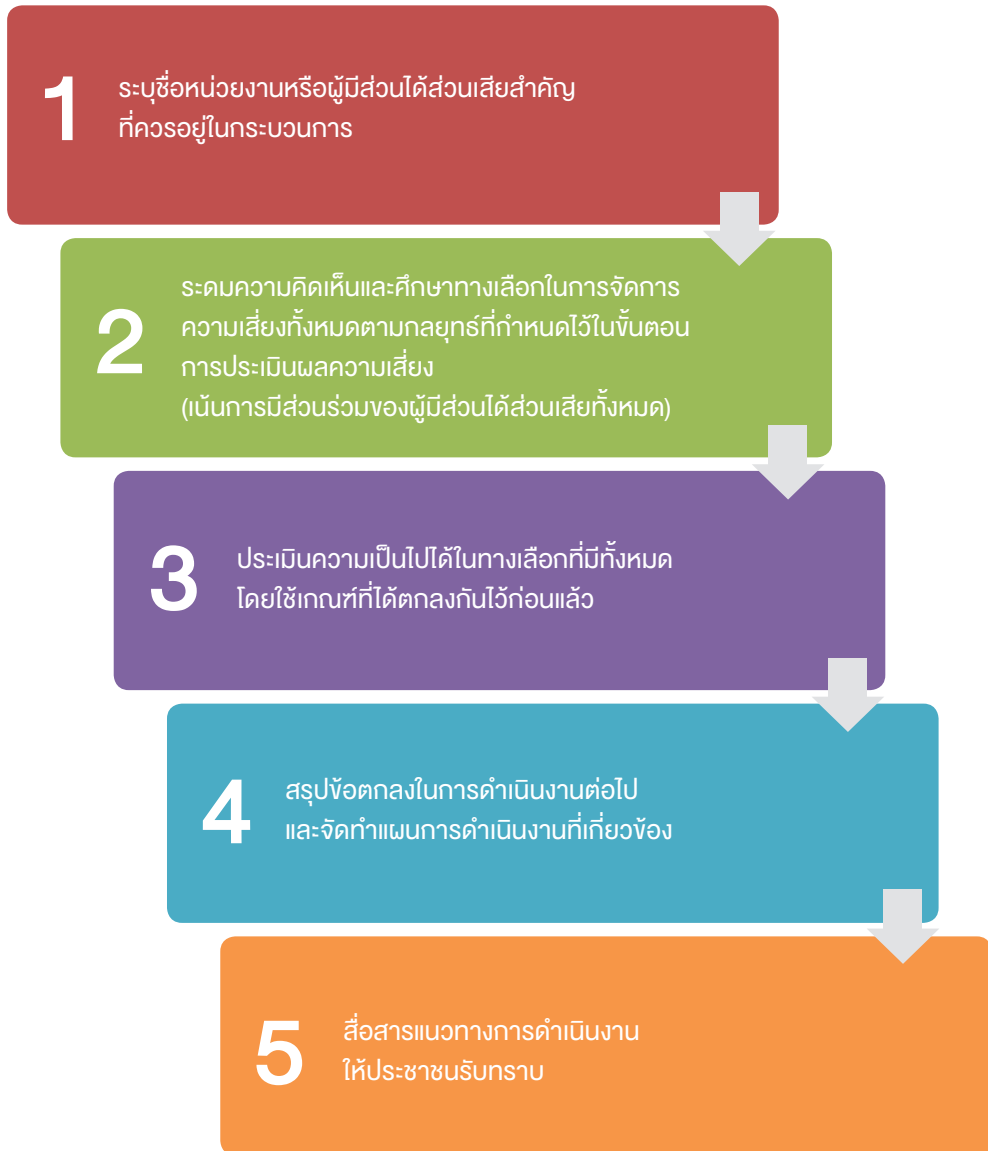 1
ระบุชื่อหน่วยงานหรือผู้มีส่วนได้ส่วนเสียสำคัญ
ที่ควรอยู่ในกระบวนการ
2
ระดมความคิดเห็นและศึกษาทางเลือกในการจัดการ
ความเสี่ยงทั้งหมดตามกลยุทธ์ที่กำหนดไว้ในขั้นตอน
การประเมินผลความเสี่ยง
(เน้นการมีส่วนร่วมของผู้มีส่วนได้ส่วนเสียทั้งหมด)
3
ประเมินความเป็นไปได้ในทางเลือกที่มีทั้งหมด
โดยใช้เกณฑ์ที่ได้ตกลงกันไว้ก่อนแล้ว
4
สรุปข้อตกลงในการดำเนินงานต่อไป
และจัดทำแผนการดำเนินงานที่เกี่ยวข้อง
5
สื่อสารแนวทางการดำเนินงาน
ให้ประชาชนรับทราบ